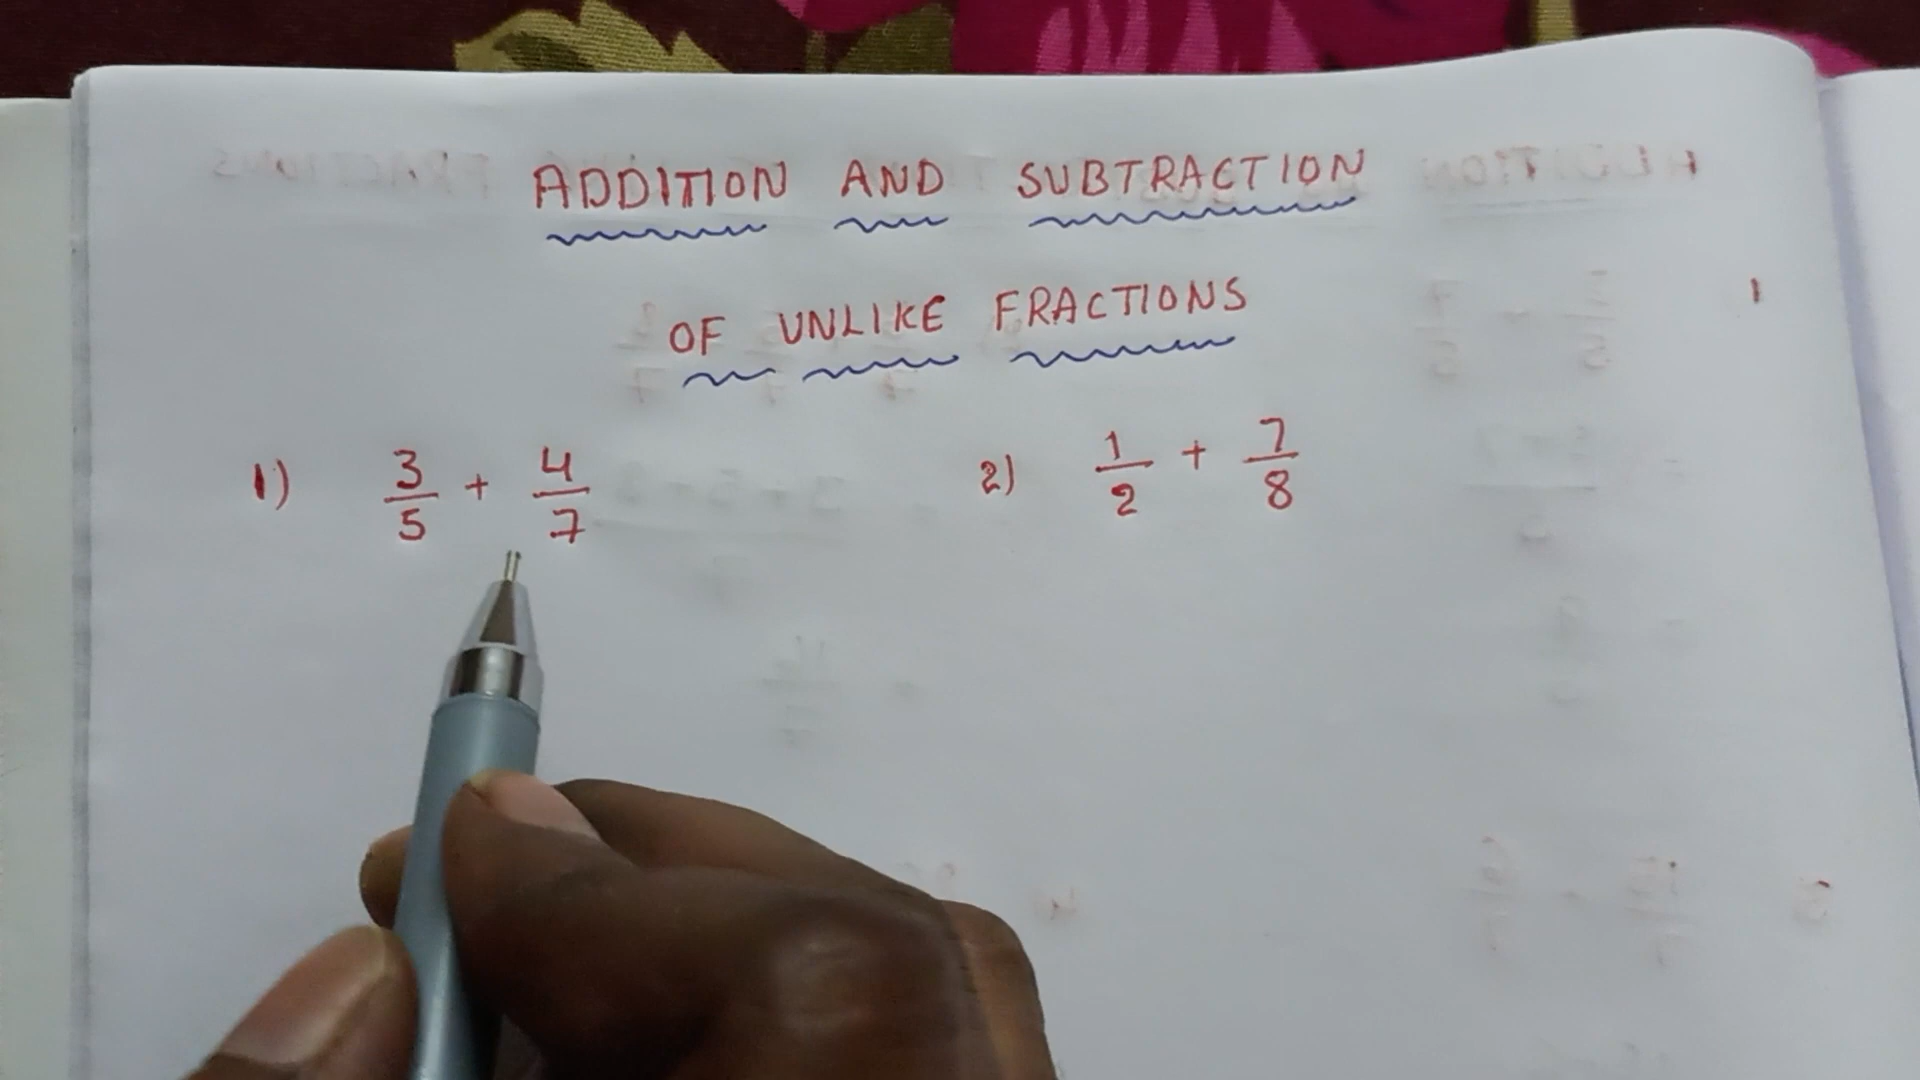 ADDITION AND SUBTRACTION
OF UNLIKE FRACTIONS
1) 3/5 + 4/7
2) 1/2 + 7/8